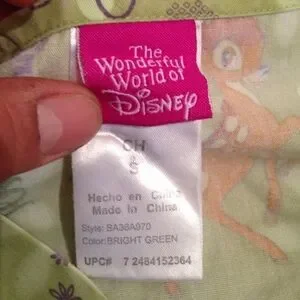 The
Wonderful
World of
Disney
CH
S
Hecho en China
Made in China
Style: BA38A970
Color:BRIGHT GREEN
UPC# 7 2484152364